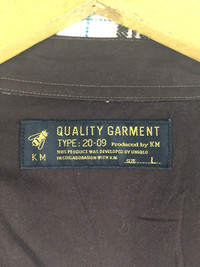 QUALITY GARMENT
TYPE: 20-09 Produced by KM
THIS PRODUCT WAS DEVELOPED BY UNIQLO
IN COLLABORATION WITH K.M.
KM
SIZE L